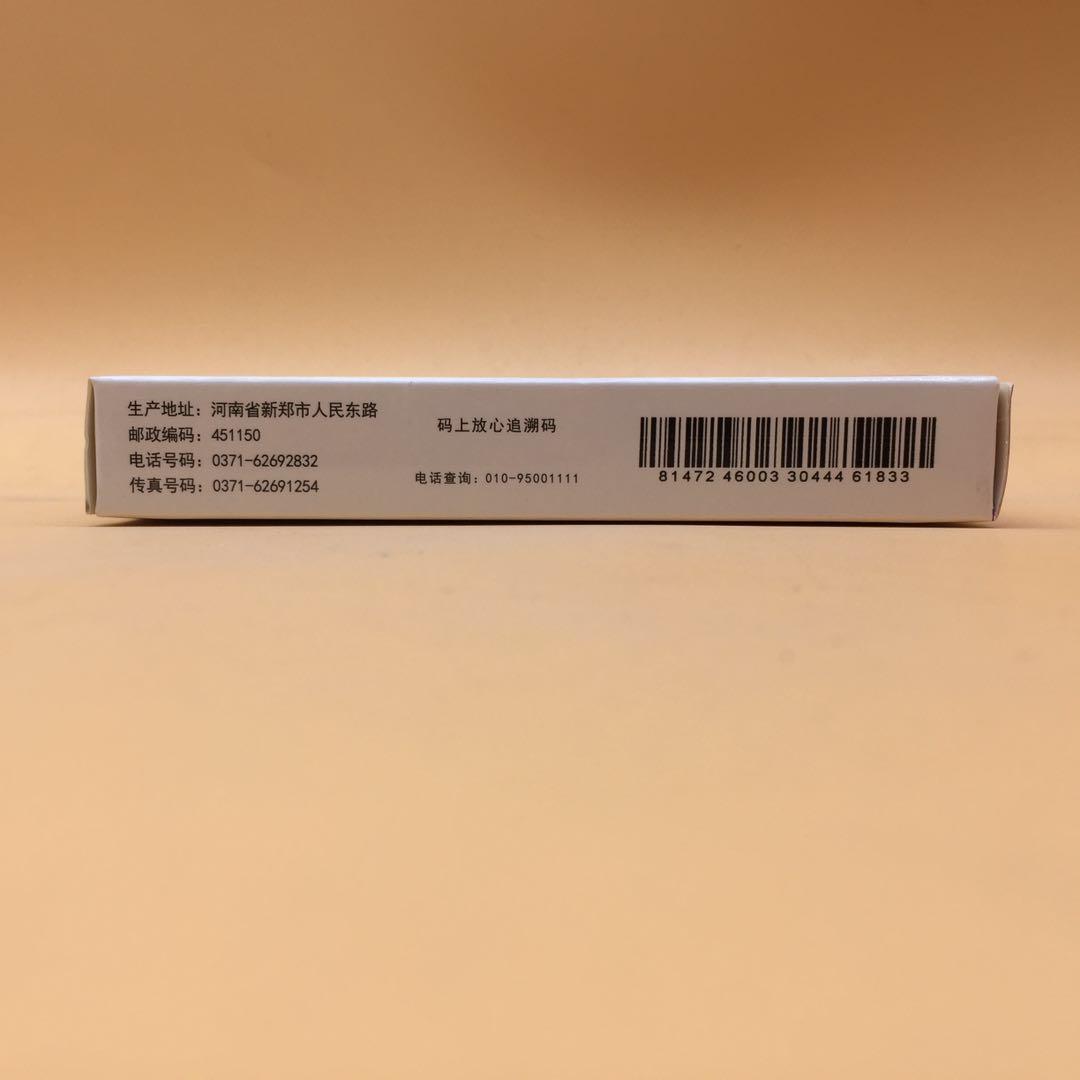 生产地址：河南省新郑市人民东路
邮政编码：451150
电话号码：0371-62692832
传真号码：0371-62691254
码上放心追溯码
电话查询：010-95001111
81472 46003 30444 61833